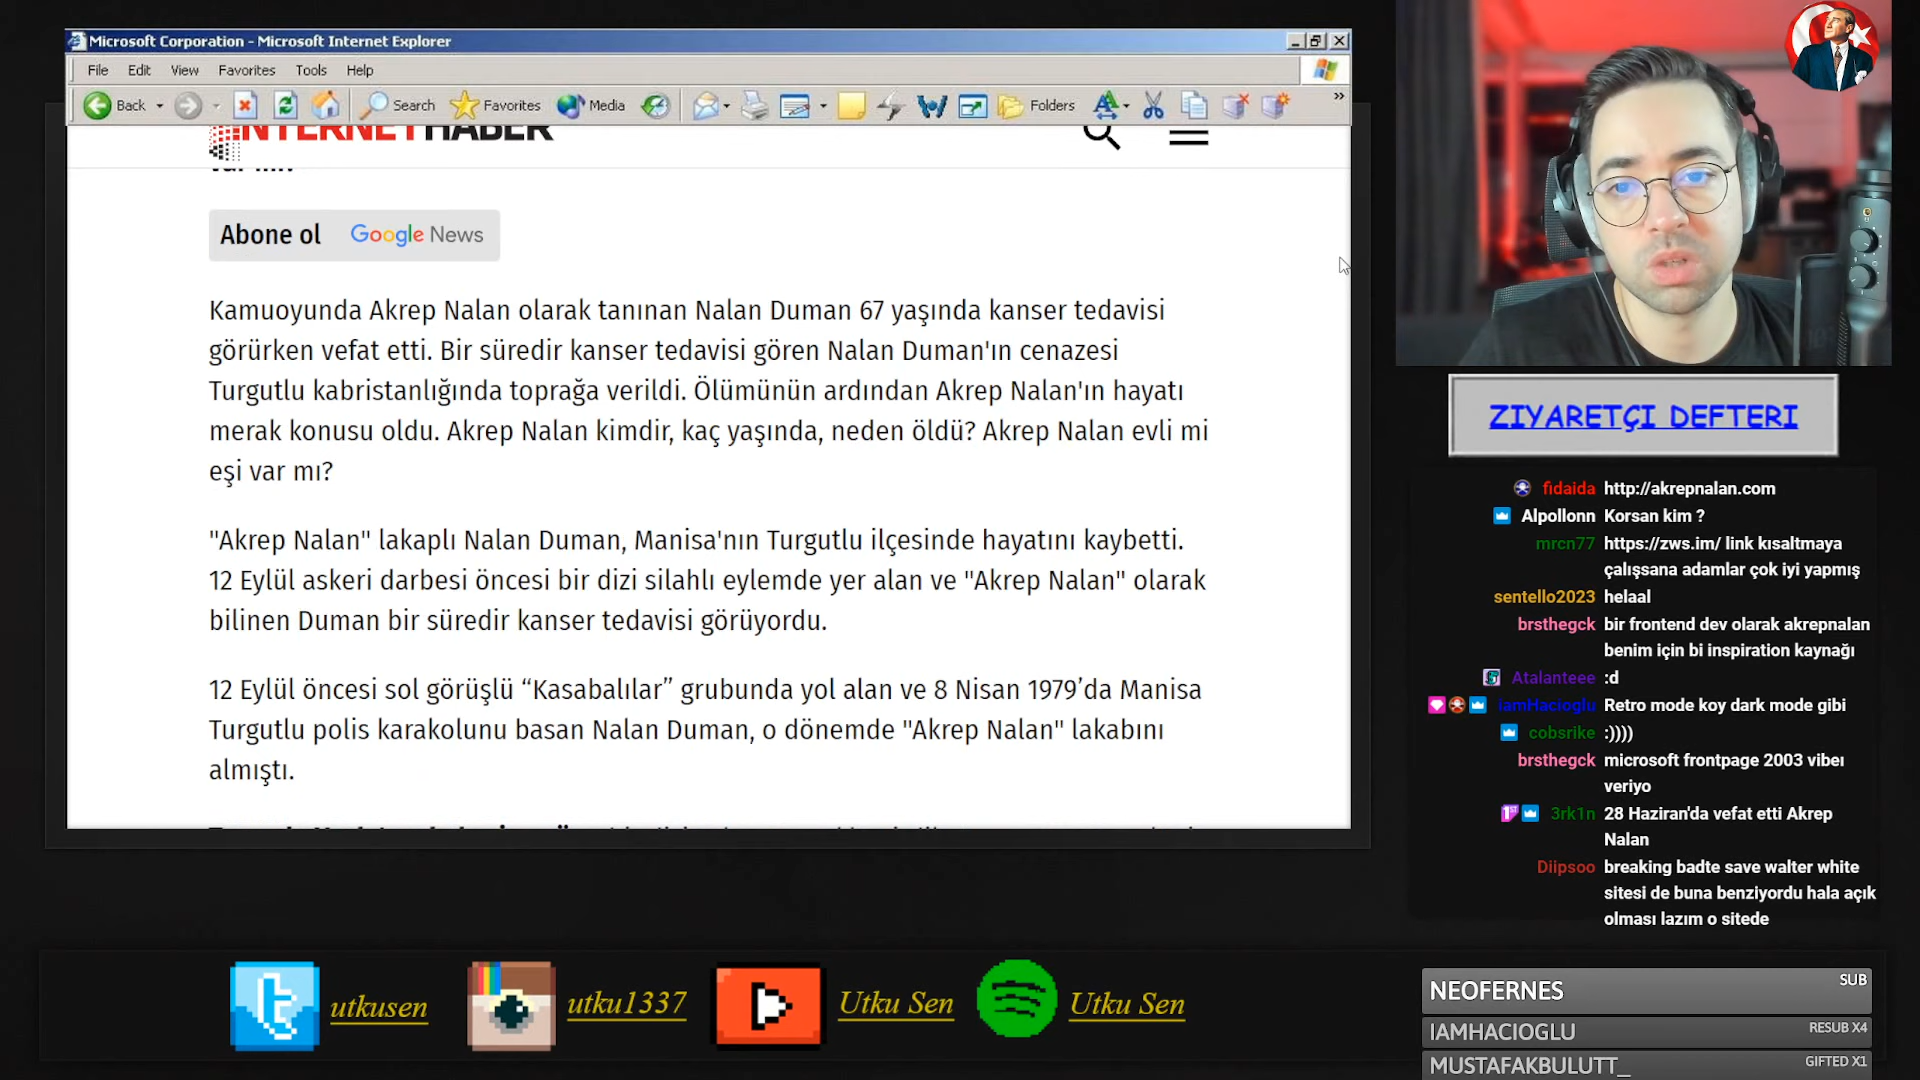 Microsoft Corporation - Microsoft Internet Explorer
File Edit View Favorites Tools Help
Back Search Favorites Media Folders
INTERNETHABER
Abone ol Google News
Kamuoyunda Akrep Nalan olarak tanınan Nalan Duman 67 yaşında kanser tedavisi
görürken vefat etti. Bir süredir kanser tedavisi gören Nalan Duman'ın cenazesi
Turgutlu kabristanlığında toprağa verildi. Ölümünün ardından Akrep Nalan'ın hayatı
merak konusu oldu. Akrep Nalan kimdir, kaç yaşında, neden öldü? Akrep Nalan evli mi
eşi var mı?
"Akrep Nalan" lakaplı Nalan Duman, Manisa'nın Turgutlu ilçesinde hayatını kaybetti.
12 Eylül askeri darbesi öncesi bir dizi silahlı eylemde yer alan ve "Akrep Nalan" olarak
bilinen Duman bir süredir kanser tedavisi görüyordu.
12 Eylül öncesi sol görüşlü “Kasabalılar” grubunda yol alan ve 8 Nisan 1979’da Manisa
Turgutlu polis karakolunu basan Nalan Duman, o dönemde "Akrep Nalan" lakabını
almıştı.
ZIYARETÇI DEFTERI
fidaida http://akrepnalan.com
Alpollonn Korsan kim ?
mrcn77 https://zws.im/ link kısaltmaya
çalışsana adamlar çok iyi yapmış
sentello2023 helaal
brsthegck bir frontend dev olarak akrepnalan
benim için bi inspiration kaynağı
Atalanteee :d
iamHacioglu Retro mode koy dark mode gibi
cobsrike :))))
brsthegck microsoft frontpage 2003 vibeı
veriyo
3rk1n 28 Haziran'da vefat etti Akrep
Nalan
Diipsoo breaking badte save walter white
sitesi de buna benziyordu hala açık
olması lazım o sitede
utkusen utku1337 Utku Sen Utku Sen
NEOFERNES SUB
IAMHACIOGLU RESUB X4
MUSTAFAKBULUTT_ GIFTED X1